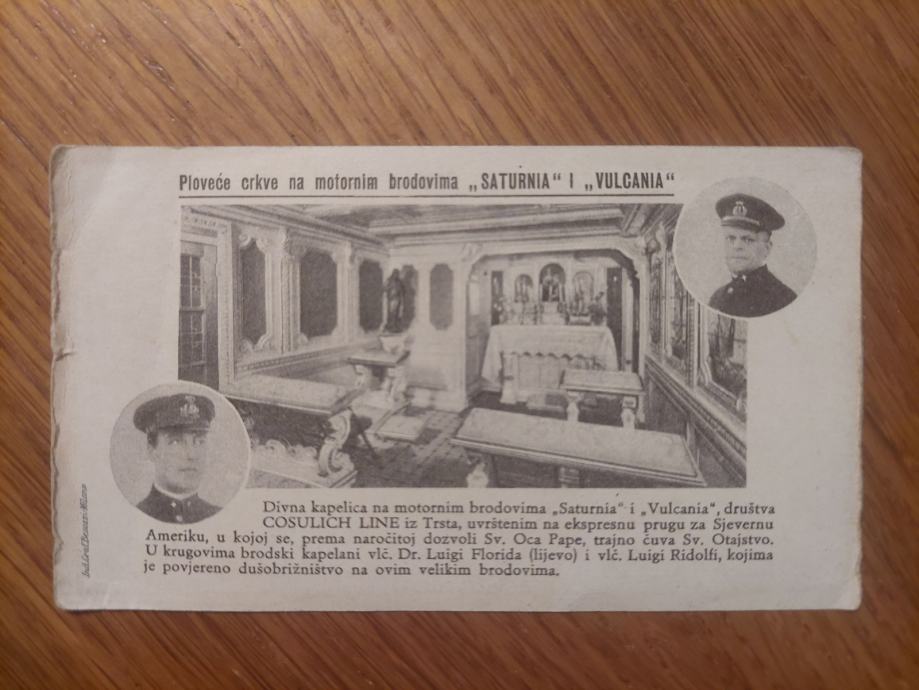 Ploveće crkve na motornim brodovima „SATURNIA“ I „VULCANIA“
Divna kapelica na motornim brodovima „Saturnia“ i „Vulcania“, društva
COSULICH LINE iz Trsta, uvrštenim na ekspresnu prugu za Sjevernu
Ameriku, u kojoj se, prema naročitoj dozvoli Sv. Oca Pape, trajno čuva Sv. Otajstvo.
U krugovima brodski kapelani vlč. Dr. Luigi Florida (lijevo) i vlč. Luigi Ridolfi, kojima
je povjereno dušobrižništvo na ovim velikim brodovima.